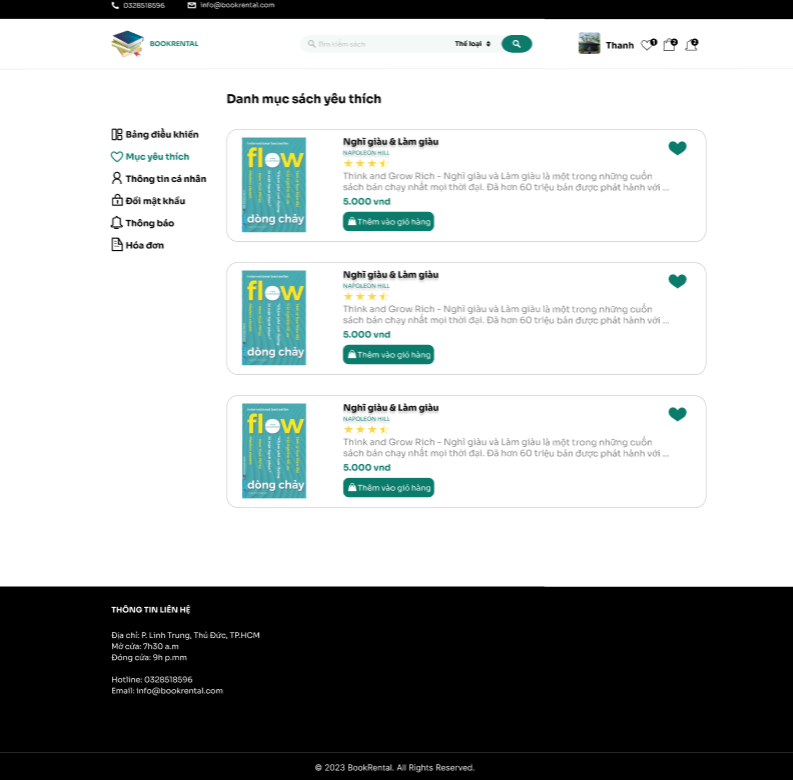 0328518596
info@bookrental.com
BOOKRENTAL
Tìm kiếm sách
Thể loại
Thanh
Danh mục sách yêu thích
Bảng điều khiển
Mục yêu thích
Thông tin cá nhân
Đổi mật khẩu
Thông báo
Hóa đơn
flow
dòng chảy
Nghĩ giàu & Làm giàu
NAPOLEON HILL
Think and Grow Rich - Nghĩ giàu và Làm giàu là một trong những cuốn
sách bán chạy nhất mọi thời đại. Đã hơn 60 triệu bản được phát hành với ...
5.000 vnd
Thêm vào giỏ hàng
flow
dòng chảy
Nghĩ giàu & Làm giàu
NAPOLEON HILL
Think and Grow Rich - Nghĩ giàu và Làm giàu là một trong những cuốn
sách bán chạy nhất mọi thời đại. Đã hơn 60 triệu bản được phát hành với ...
5.000 vnd
Thêm vào giỏ hàng
flow
dòng chảy
Nghĩ giàu & Làm giàu
NAPOLEON HILL
Think and Grow Rich - Nghĩ giàu và Làm giàu là một trong những cuốn
sách bán chạy nhất mọi thời đại. Đã hơn 60 triệu bản được phát hành với ...
5.000 vnd
Thêm vào giỏ hàng
THÔNG TIN LIÊN HỆ
Địa chỉ: P. Linh Trung, Thủ Đức, TP.HCM
Mở cửa: 7h30 a.m
Đóng cửa: 9h p.mm
Hotline: 0328518596
Email: info@bookrental.com
© 2023 BookRental. All Rights Reserved.